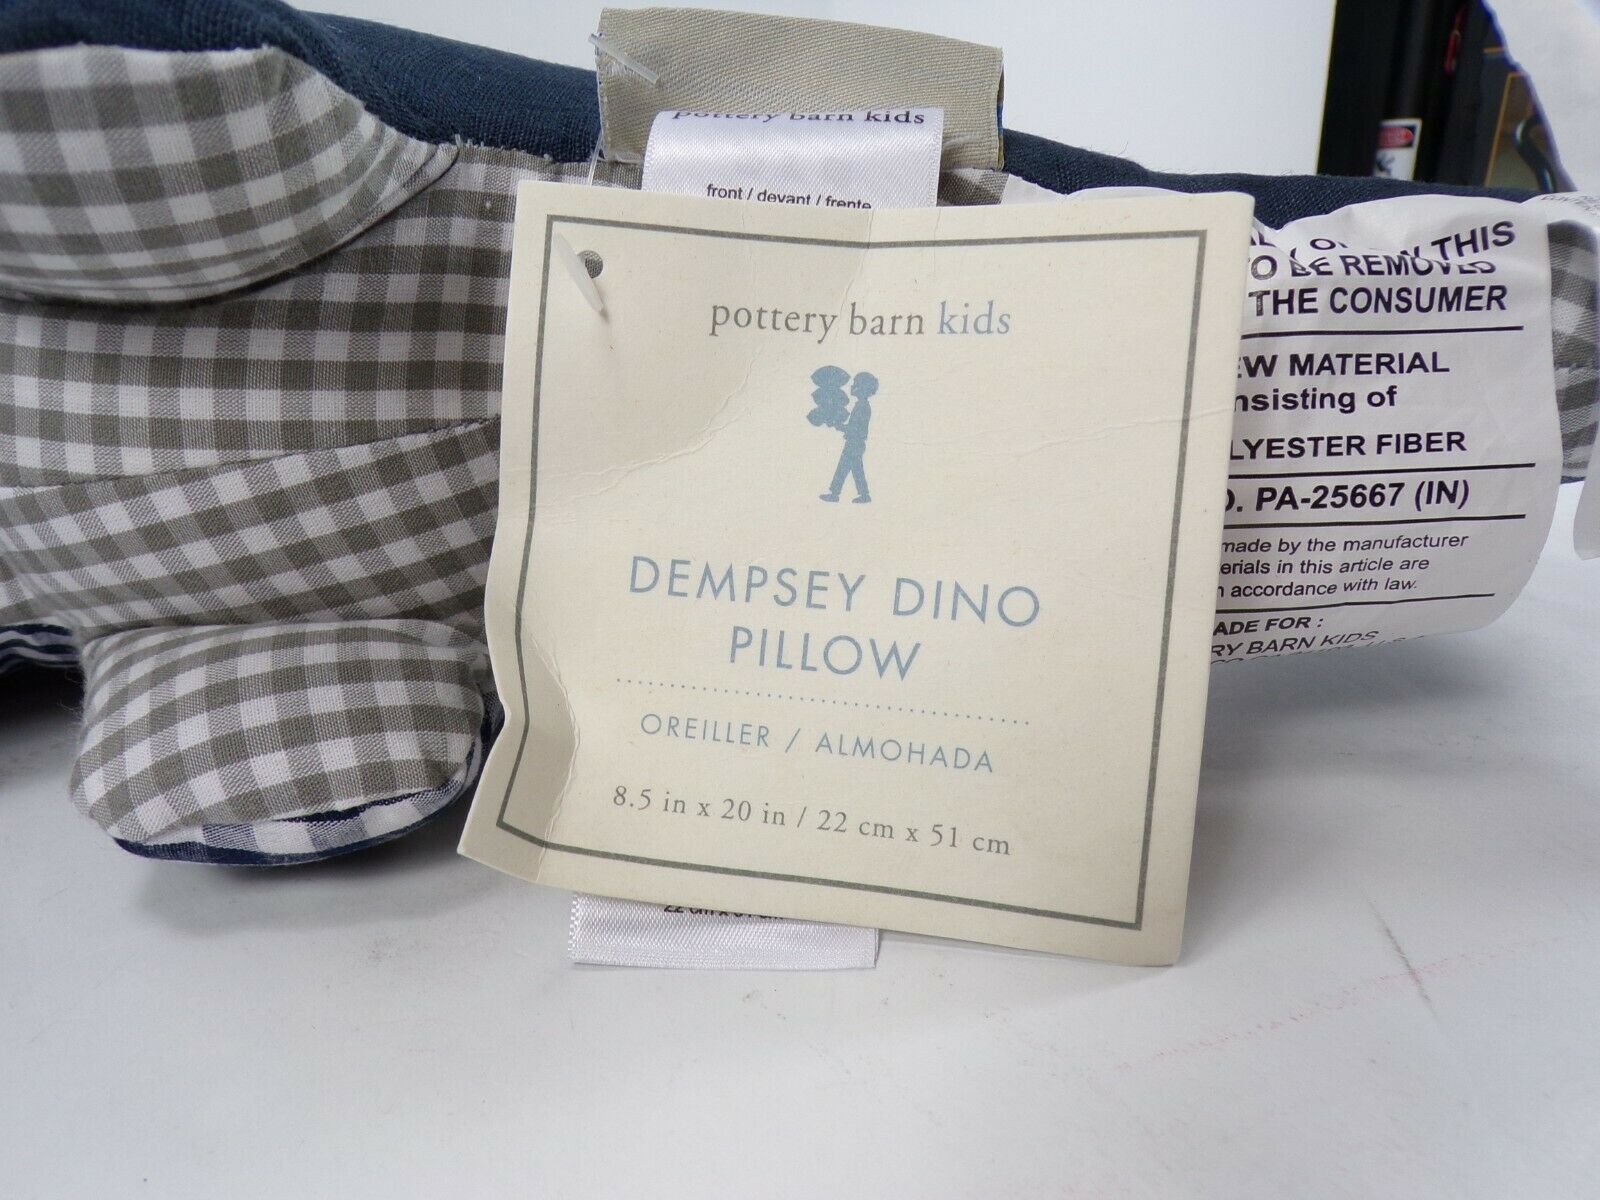 pottery barn kids
front / devant / frente
pottery barn kids
DEMPSEY DINO
PILLOW
OREILLER / ALMOHADA
8.5 in x 20 in / 22 cm x 51 cm
THIS
O BE REMOVED
THE CONSUMER
EW MATERIAL
nsisting of
LYESTER FIBER
O. PA-25667 (IN)
made by the manufacturer
erials in this article are
n accordance with law.
ADE FOR :
RY BARN KIDS